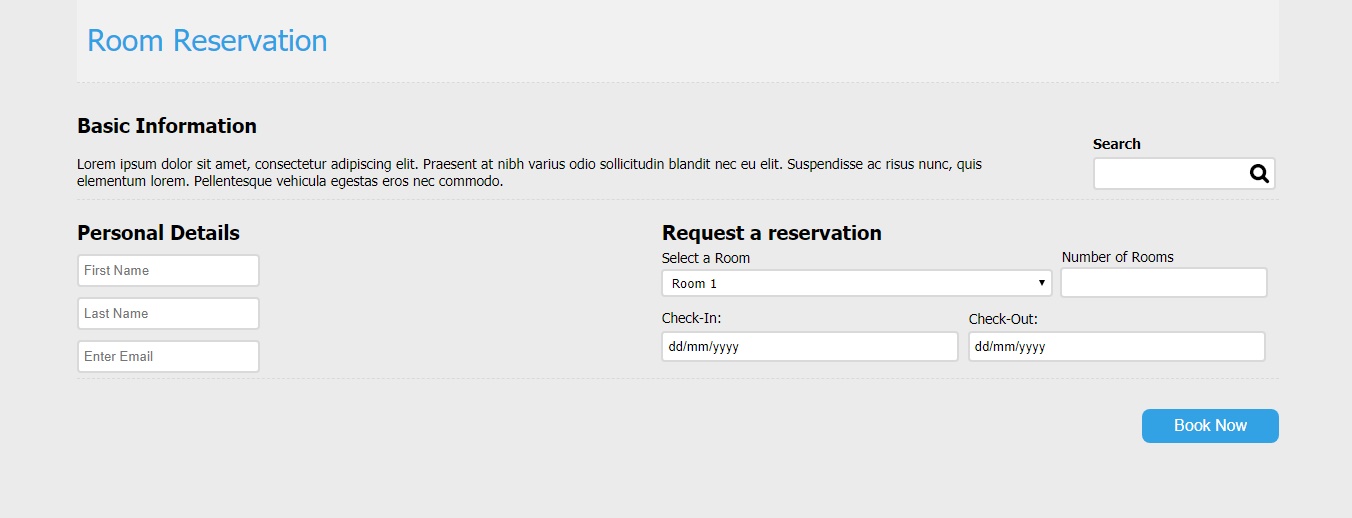 Room Reservation
Basic Information
Search
Lorem ipsum dolor sit amet, consectetur adipiscing elit. Praesent at nibh varius odio sollicitudin blandit nec eu elit. Suspendisse ac risus nunc, quis
elementum lorem. Pellentesque vehicula egestas eros nec commodo.
Personal Details
First Name
Last Name
Enter Email
Request a reservation
Select a Room
Number of Rooms
Room 1
Check-In:
Check-Out:
dd/mm/yyyy
dd/mm/yyyy
Book Now